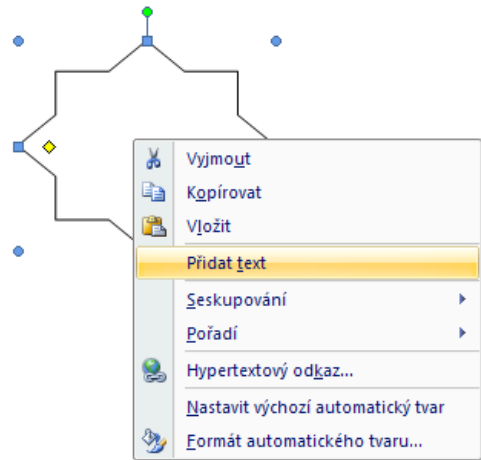 Vyjmout
Kopírovat
Vložit
Přidat text
Seskupování
Pořadí
Hypertextový odkaz...
Nastavit výchozí automatický tvar
Formát automatického tvaru...